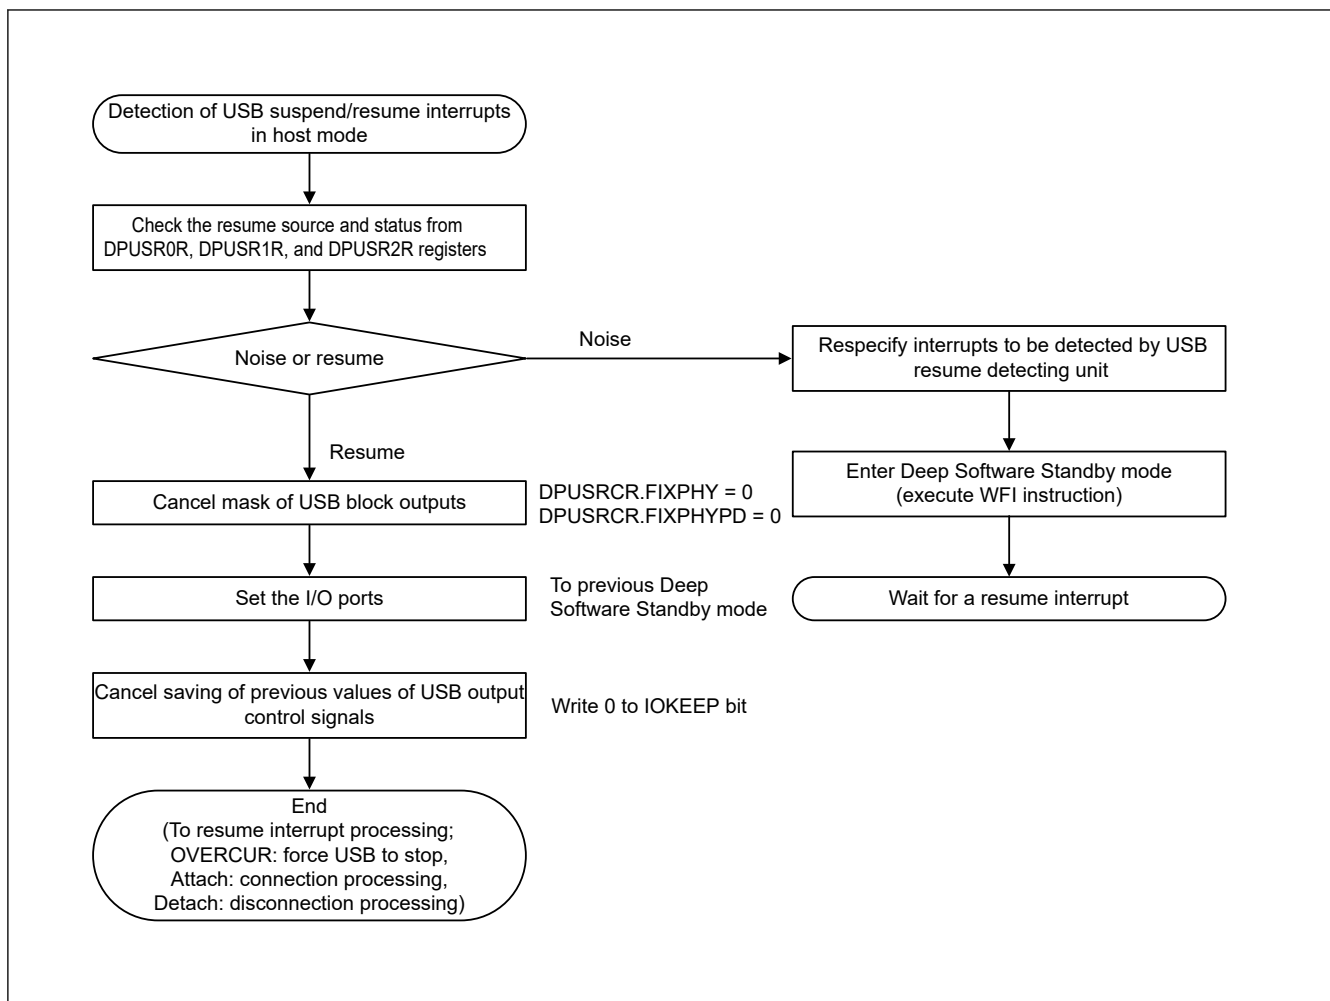 Detection of USB suspend/resume interrupts
in host mode
Check the resume source and status from
DPUSR0R, DPUSR1R, and DPUSR2R registers
Noise or resume
Noise
Respecify interrupts to be detected by USB
resume detecting unit
Resume
Enter Deep Software Standby mode
(execute WFI instruction)
Cancel mask of USB block outputs
DPUSRCR.FIXPHY = 0
DPUSRCR.FIXPHYPD = 0
Wait for a resume interrupt
Set the I/O ports
To previous Deep
Software Standby mode
Cancel saving of previous values of USB output
control signals
Write 0 to IOKEEP bit
End
(To resume interrupt processing;
OVERCUR: force USB to stop,
Attach: connection processing,
Detach: disconnection processing)